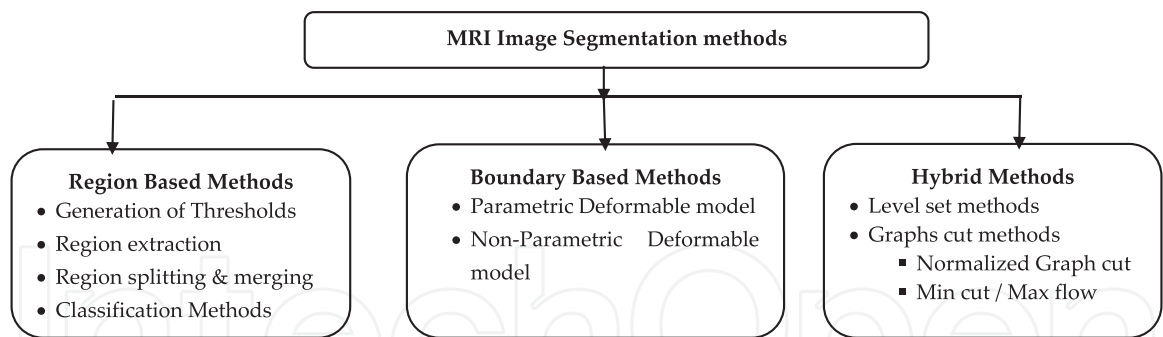 MRI Image Segmentation methods
Region Based Methods
• Generation of Thresholds
• Region extraction
• Region splitting & merging
• Classification Methods
Boundary Based Methods
• Parametric Deformable model
• Non-Parametric Deformable
model
Hybrid Methods
• Level set methods
• Graphs cut methods
▪ Normalized Graph cut
▪ Min cut / Max flow
IntechOpen